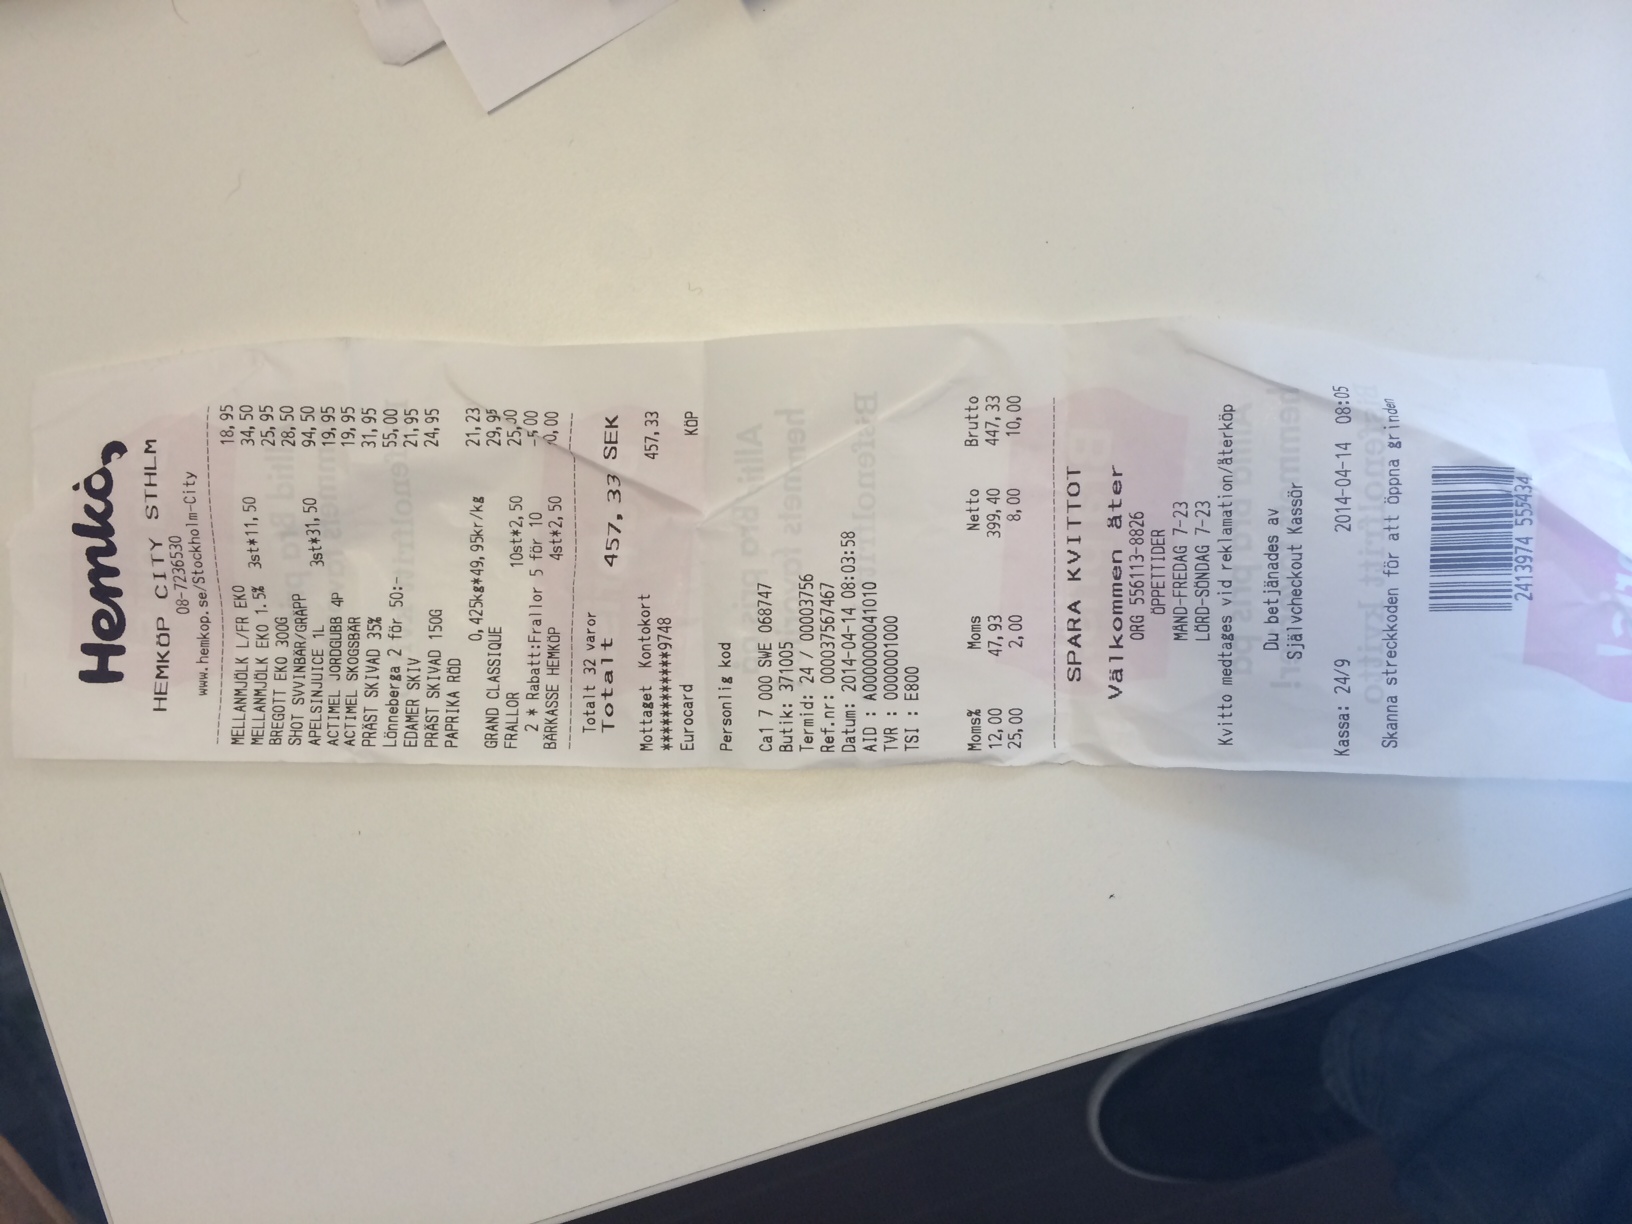 Hemkö
HEMKÖP CITY STHLM
08-7236530
www.hemkop.se/Stockholm-City
MELLANMJÖLK L/FR EKO 18,95
MELLANMJÖLK EKO 1.5% 3st*11,50 34,50
BREGOTT EKO 300G 25,95
SHOT SVVINBÄR/GRÄPP 28,50
APELSINJUICE 1L 3st*31,50 94,50
ACTIMEL JORDGUBB 4P 19,95
ACTIMEL SKOGSBÄR 19,95
PRÄST SKIVAD 35% 31,95
Lönneberga 2 för 50:- 55,00
EDAMER SKIV 21,95
PRÄST SKIVAD 150G 24,95
PAPRIKA RÖD
0,425kg*49,95kr/kg 21,23
GRAND CLASSIQUE 29,95
FRALLOR 10st*2,50 25,00
2 * Rabatt:Frallor 5 för 10 -5,00
BÄRKASSE HEMKÖP 4st*2,50 0,00
Totalt 32 varor
Totalt 457,33 SEK
Mottaget Kontokort 457,33
************9748
Eurocard KÖP
Personlig kod
Ca1 7 000 SWE 068747
Butik: 371005
Termid: 24 / 00003756
Ref.nr: 000037567467
Datum: 2014-04-14 08:03:58
AID : A0000000041010
TVR : 0000001000
TSI : E800
Moms% Moms Netto Brutto
12,00 47,93 399,40 447,33
25,00 2,00 8,00 10,00
SPARA KVITTOT
Välkommen åter
ORG 556113-8826
ÖPPETTIDER
MÅND-FREDAG 7-23
LÖRD-SÖNDAG 7-23
Kvitto medtages vid reklamation/återköp
Du betjänades av
Självcheckout Kassör
Kassa: 24/9 2014-04-14 08:05
Skanna streckkoden för att öppna grinden
2413974 555434